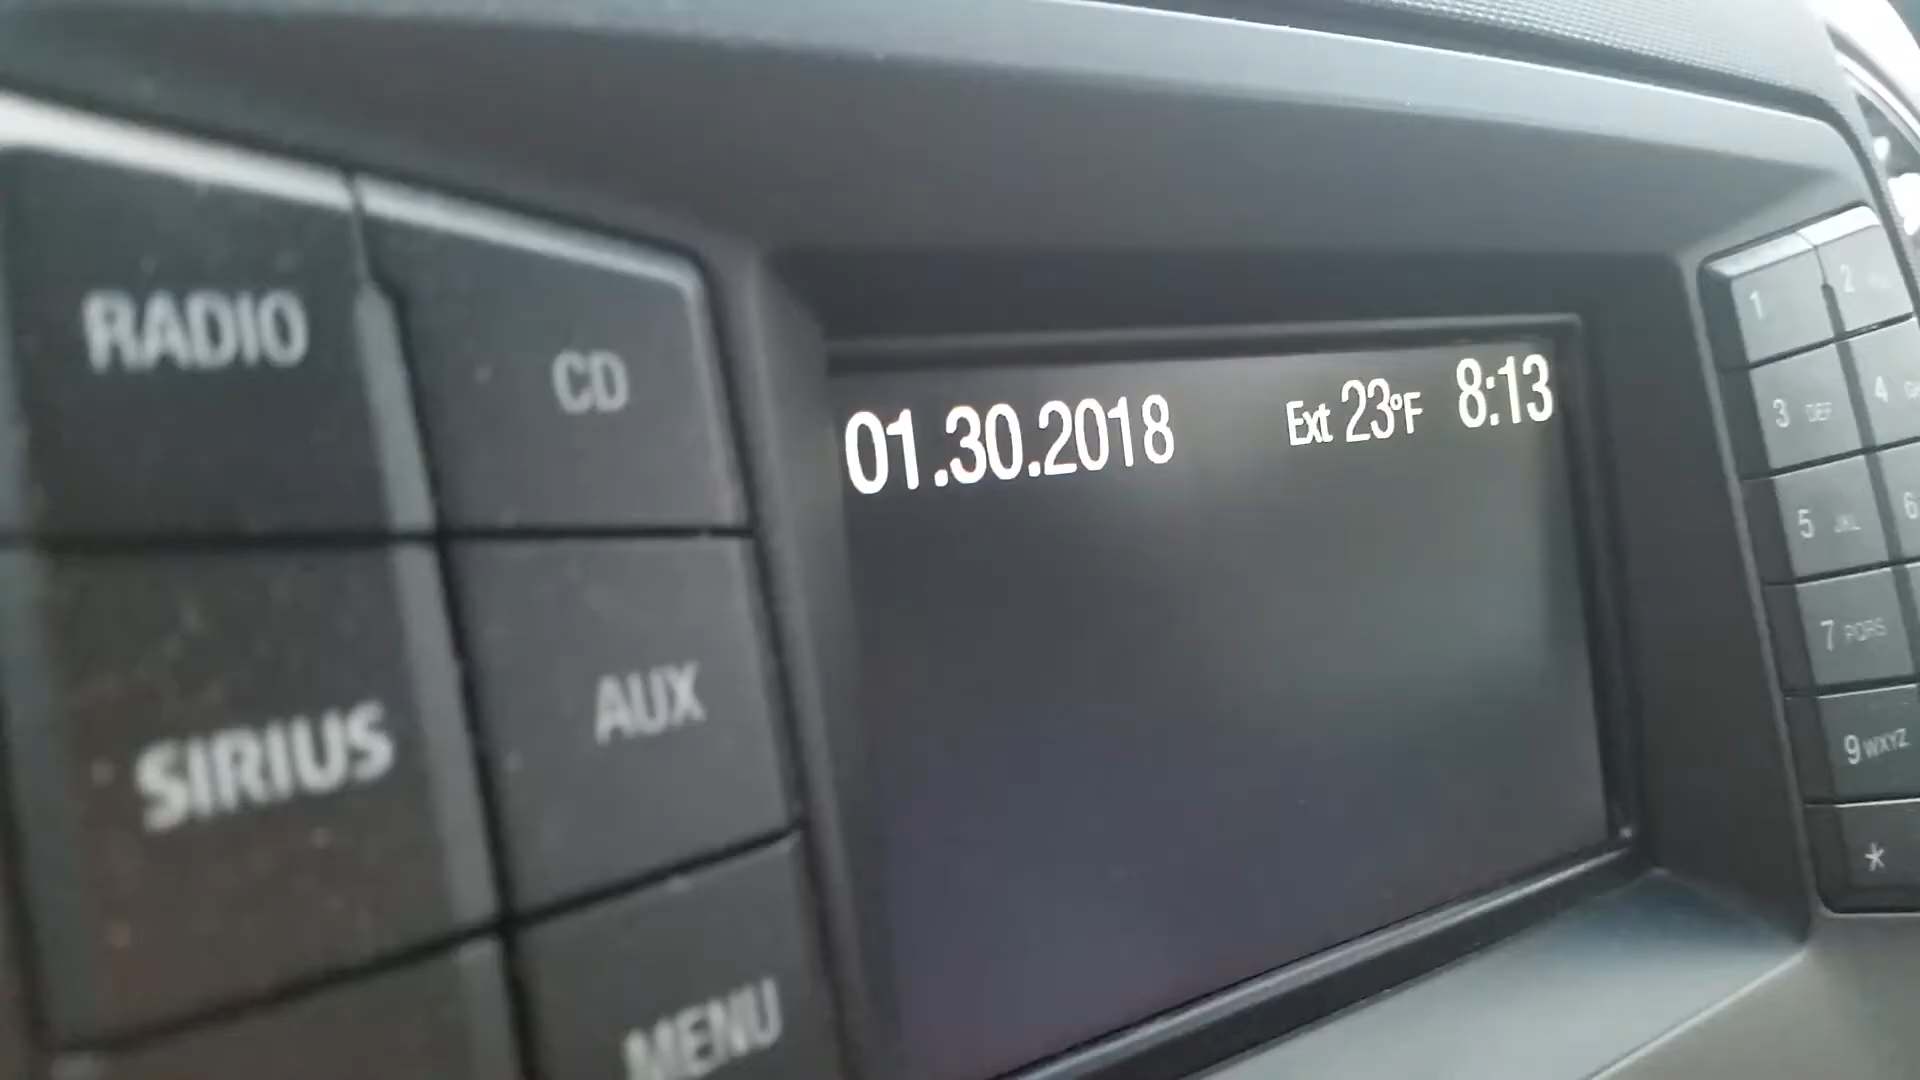 RADIO
CD
SIRIUS
AUX
MENU
01.30.2018 Ext 23°F 8:13
1
2
3 DEF
4
5 JKL
6
7 PQRS
9 WXYZ
*